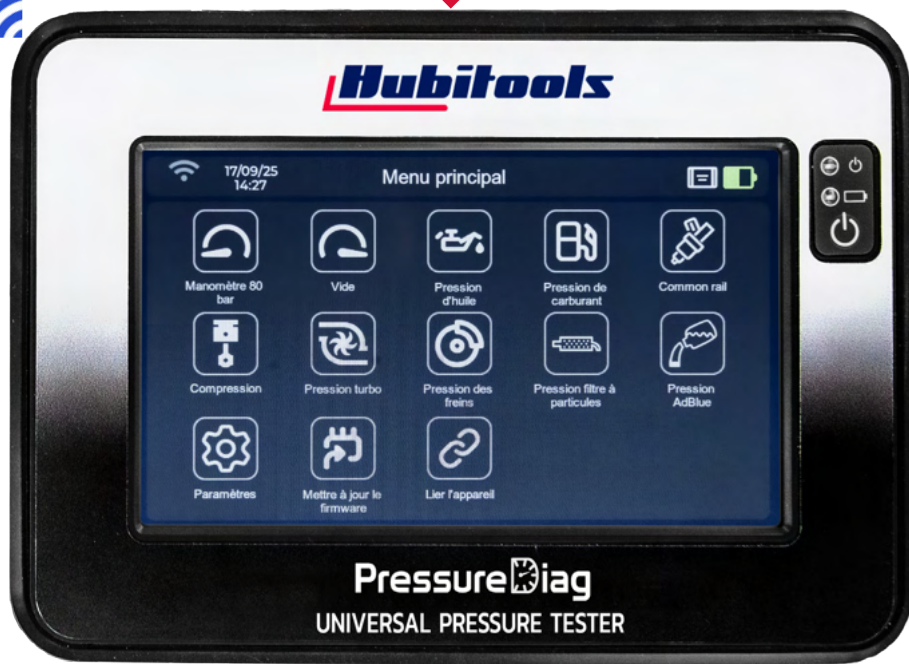 Hubitools
17/09/25
14:27
Menu principal
Manomètre 80
bar
Vide
Pression
d'huile
Pression de
carburant
Common rail
Compression
Pression turbo
Pression des
freins
Pression filtre à
particules
Pression
AdBlue
Paramètres
Mettre à jour le
firmware
Lier l'appareil
PressureDiag
UNIVERSAL PRESSURE TESTER